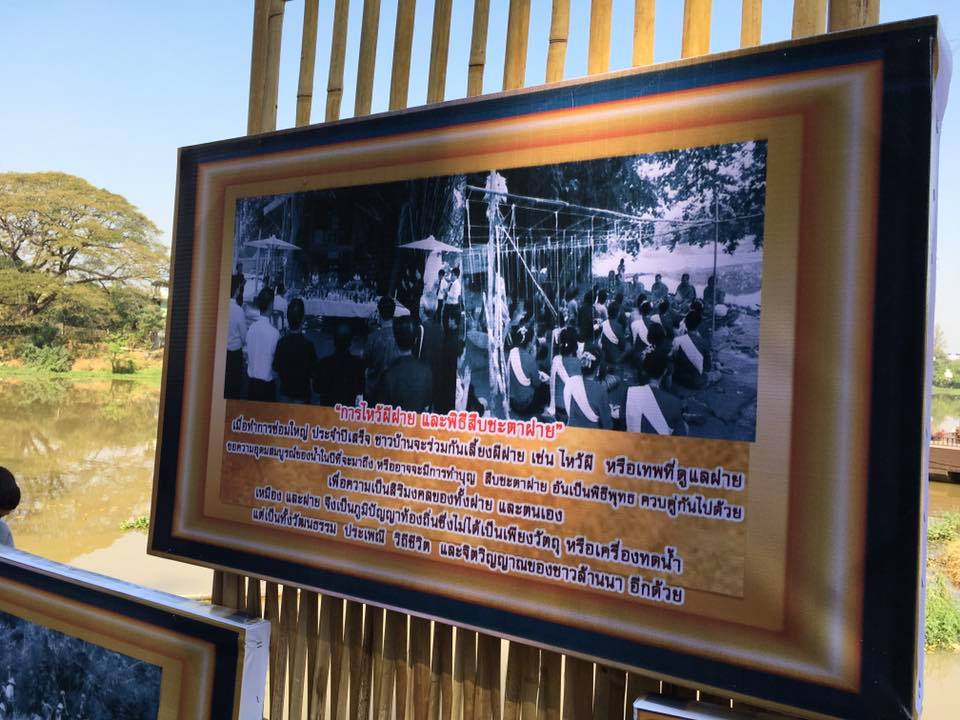 "การไหว้ผีฝาย และพิธีสืบชะตาฝาย"
เมื่อทำการซ่อมใหญ่ ประจำปีเสร็จ ชาวบ้านจะร่วมกันเลี้ยงผีฝาย เช่น ไหว้ผี หรือเทพที่ดูแลฝาย
ขอความอุดมสมบูรณ์ของน้ำในปีที่จะมาถึง หรืออาจจะมีการทำบุญ สืบชะตาฝาย อันเป็นพิธีพุทธ ควบคู่กันไปด้วย
เพื่อความเป็นสิริมงคลของทั้งฝาย และตนเอง
เหมือง และฝาย จึงเป็นภูมิปัญญาท้องถิ่นซึ่งไม่ได้เป็นเพียงวัตถุ หรือเครื่องทดน้ำ
แต่เป็นทั้งวัฒนธรรม ประเพณี วิถีชีวิต และจิตวิญญาณของชาวล้านนา อีกด้วย